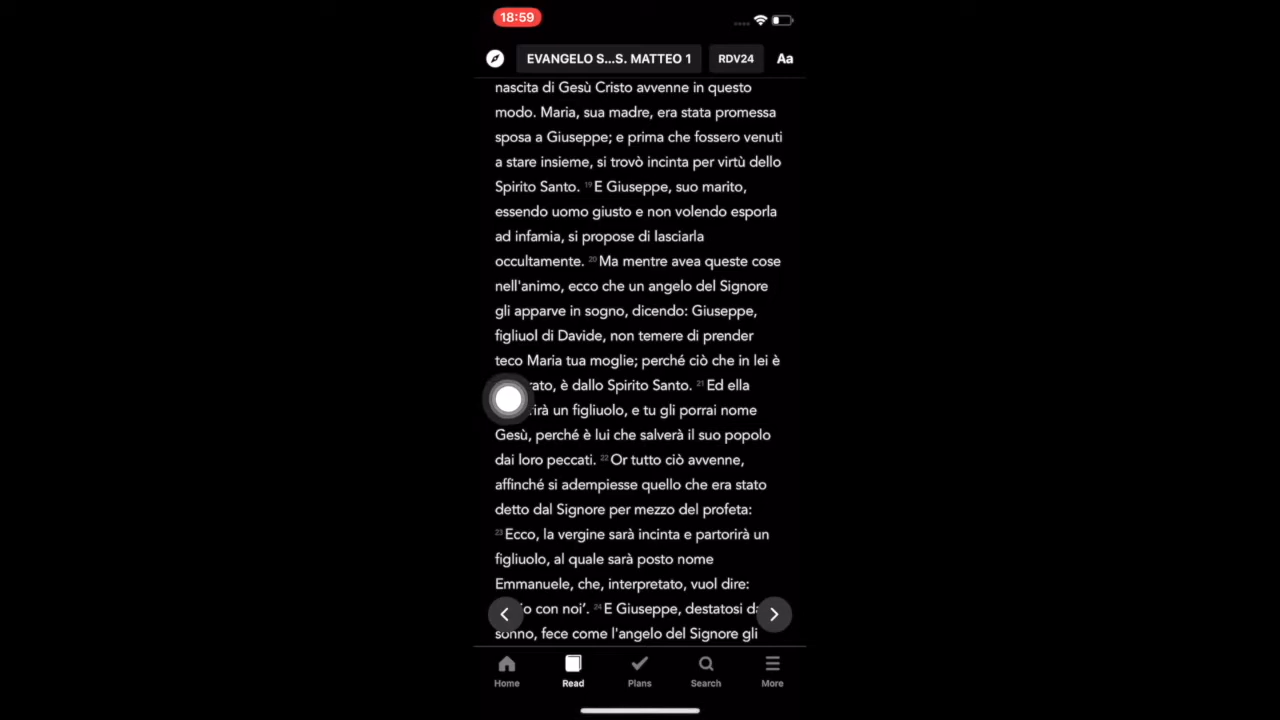 18:59
EVANGELO S...S. MATTEO 1
RDV24
Aa
nascita di Gesù Cristo avvenne in questo
modo. Maria, sua madre, era stata promessa
sposa a Giuseppe; e prima che fossero venuti
a stare insieme, si trovò incinta per virtù dello
Spirito Santo. 19 E Giuseppe, suo marito,
essendo uomo giusto e non volendo esporla
ad infamia, si propose di lasciarla
occultamente. 20 Ma mentre avea queste cose
nell'animo, ecco che un angelo del Signore
gli apparve in sogno, dicendo: Giuseppe,
figliuol di Davide, non temere di prender
teco Maria tua moglie; perché ciò che in lei è
è dallo Spirito Santo. 21 Ed ella
un figliuolo, e tu gli porrai nome
Gesù, perché è lui che salverà il suo popolo
dai loro peccati. 22 Or tutto ciò avvenne,
affinché si adempiesse quello che era stato
detto dal Signore per mezzo del profeta:
23 Ecco, la vergine sarà incinta e partorirà un
figliuolo, al quale sarà posto nome
Emmanuele, che, interpretato, vuol dire:
con noi’. 24 E Giuseppe, destatosi
sonno, fece come l'angelo del Signore gli
Home
Read
Plans
Search
More